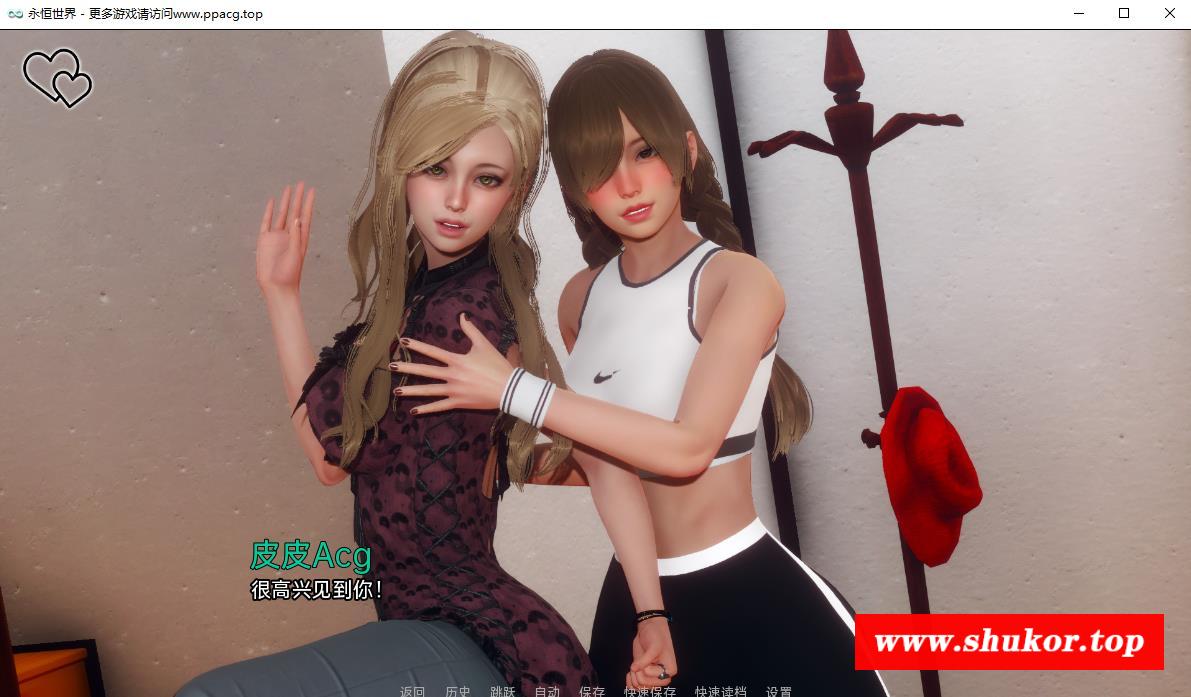 永恒世界 - 更多游戏请访问www.ppacg.top
皮皮Acg
很高兴见到你！
www.shukor.top
返回 历史 跳跃 自动 保存 快速保存 快速读档 设置